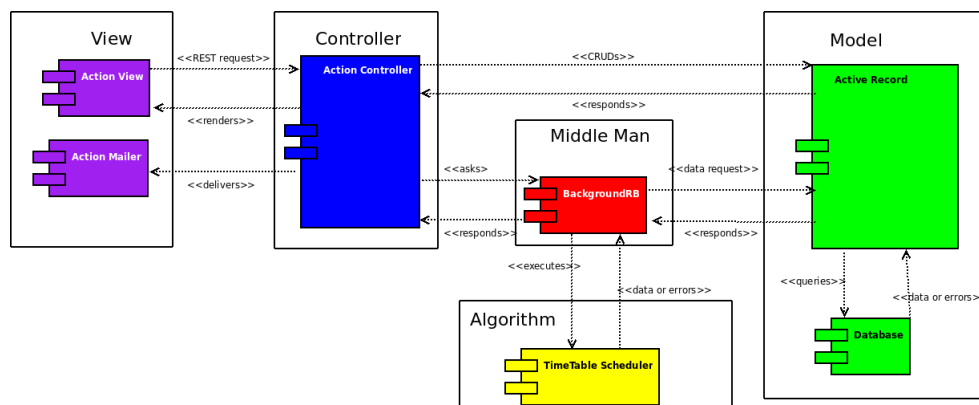 View
Controller
Model
<<REST request>>
<<CRUDs>>
Action View
Action Controller
Active Record
<<renders>>
<<responds>>
Middle Man
Action Mailer
<<asks>
<<data request>>
<<delivers>>
BackgroundRB
<<responds>>
<<responds>>
<<executes>>
<<queries>>
<<data or errors>>
<<data or errors>>
Algorithm
Database
TimeTable Scheduler